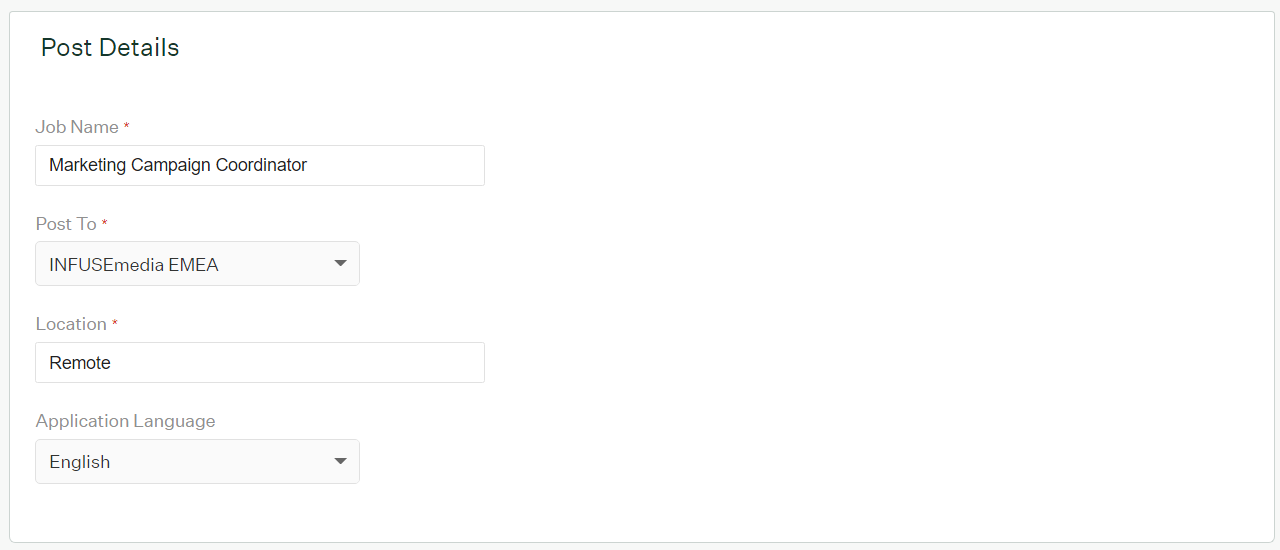 Post Details
Job Name *
Marketing Campaign Coordinator
Post To *
INFUSEmedia EMEA
Location *
Remote
Application Language
English